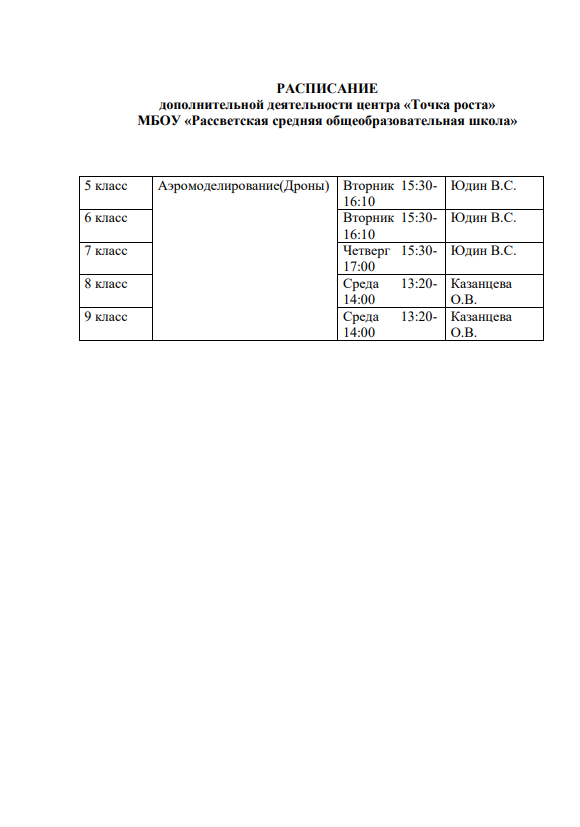 РАСПИСАНИЕ
дополнительной деятельности центра «Точка роста»
МБОУ «Рассветская средняя общеобразовательная школа»
5 класс Аэромоделирование(Дроны) Вторник 15:30- Юдин В.С.
16:10
6 класс Вторник 15:30- Юдин В.С.
16:10
7 класс Четверг 15:30- Юдин В.С.
17:00
8 класс Среда 13:20- Казанцева
14:00 О.В.
9 класс Среда 13:20- Казанцева
14:00 О.В.